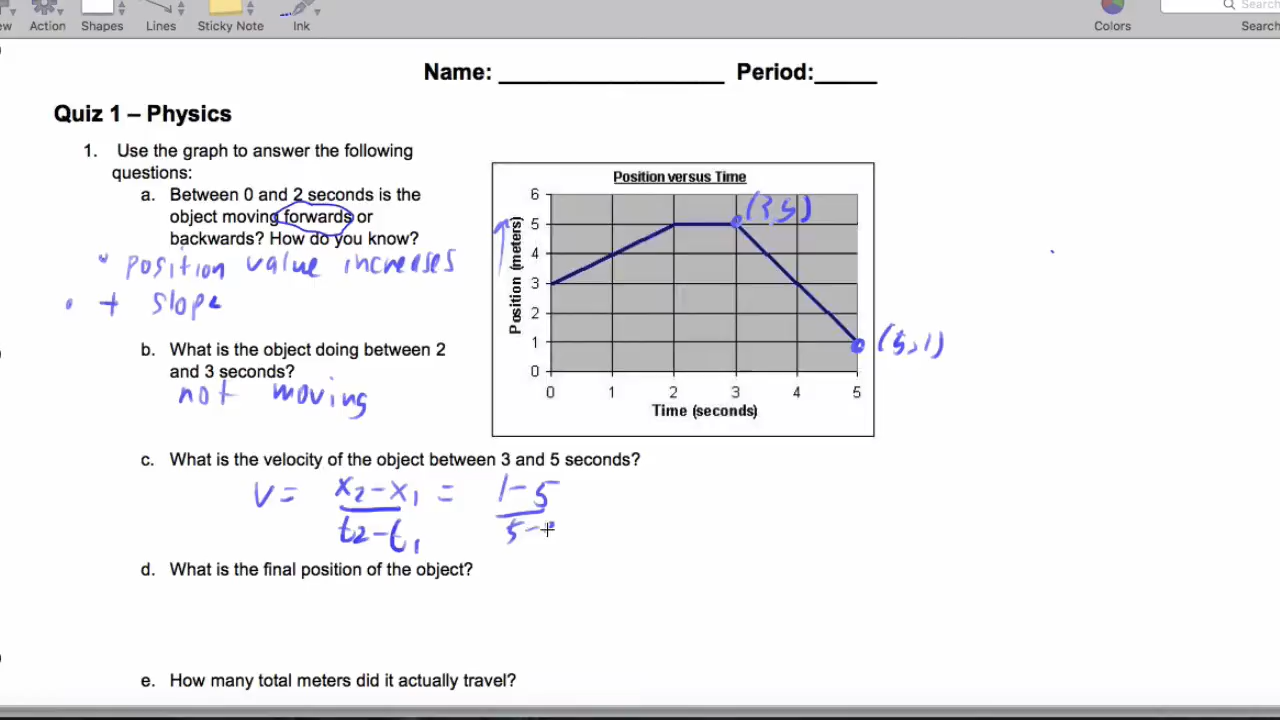 ew Action Shapes Lines Sticky Note Ink Colors Search
Search
Name: ____________________ Period:_____
Quiz 1 – Physics
1. Use the graph to answer the following
questions:
a. Between 0 and 2 seconds is the
object moving forwards or
backwards? How do you know?
position value increases
+ slope
b. What is the object doing between 2
and 3 seconds?
not moving
Position versus Time
Position (meters)
6
5
4
3
2
1
0
0 1 2 3 4 5
Time (seconds)
(3,5)
(5,1)
c. What is the velocity of the object between 3 and 5 seconds?
V = x2-x1 = 1-5
t2-t1 5-
d. What is the final position of the object?
e. How many total meters did it actually travel?